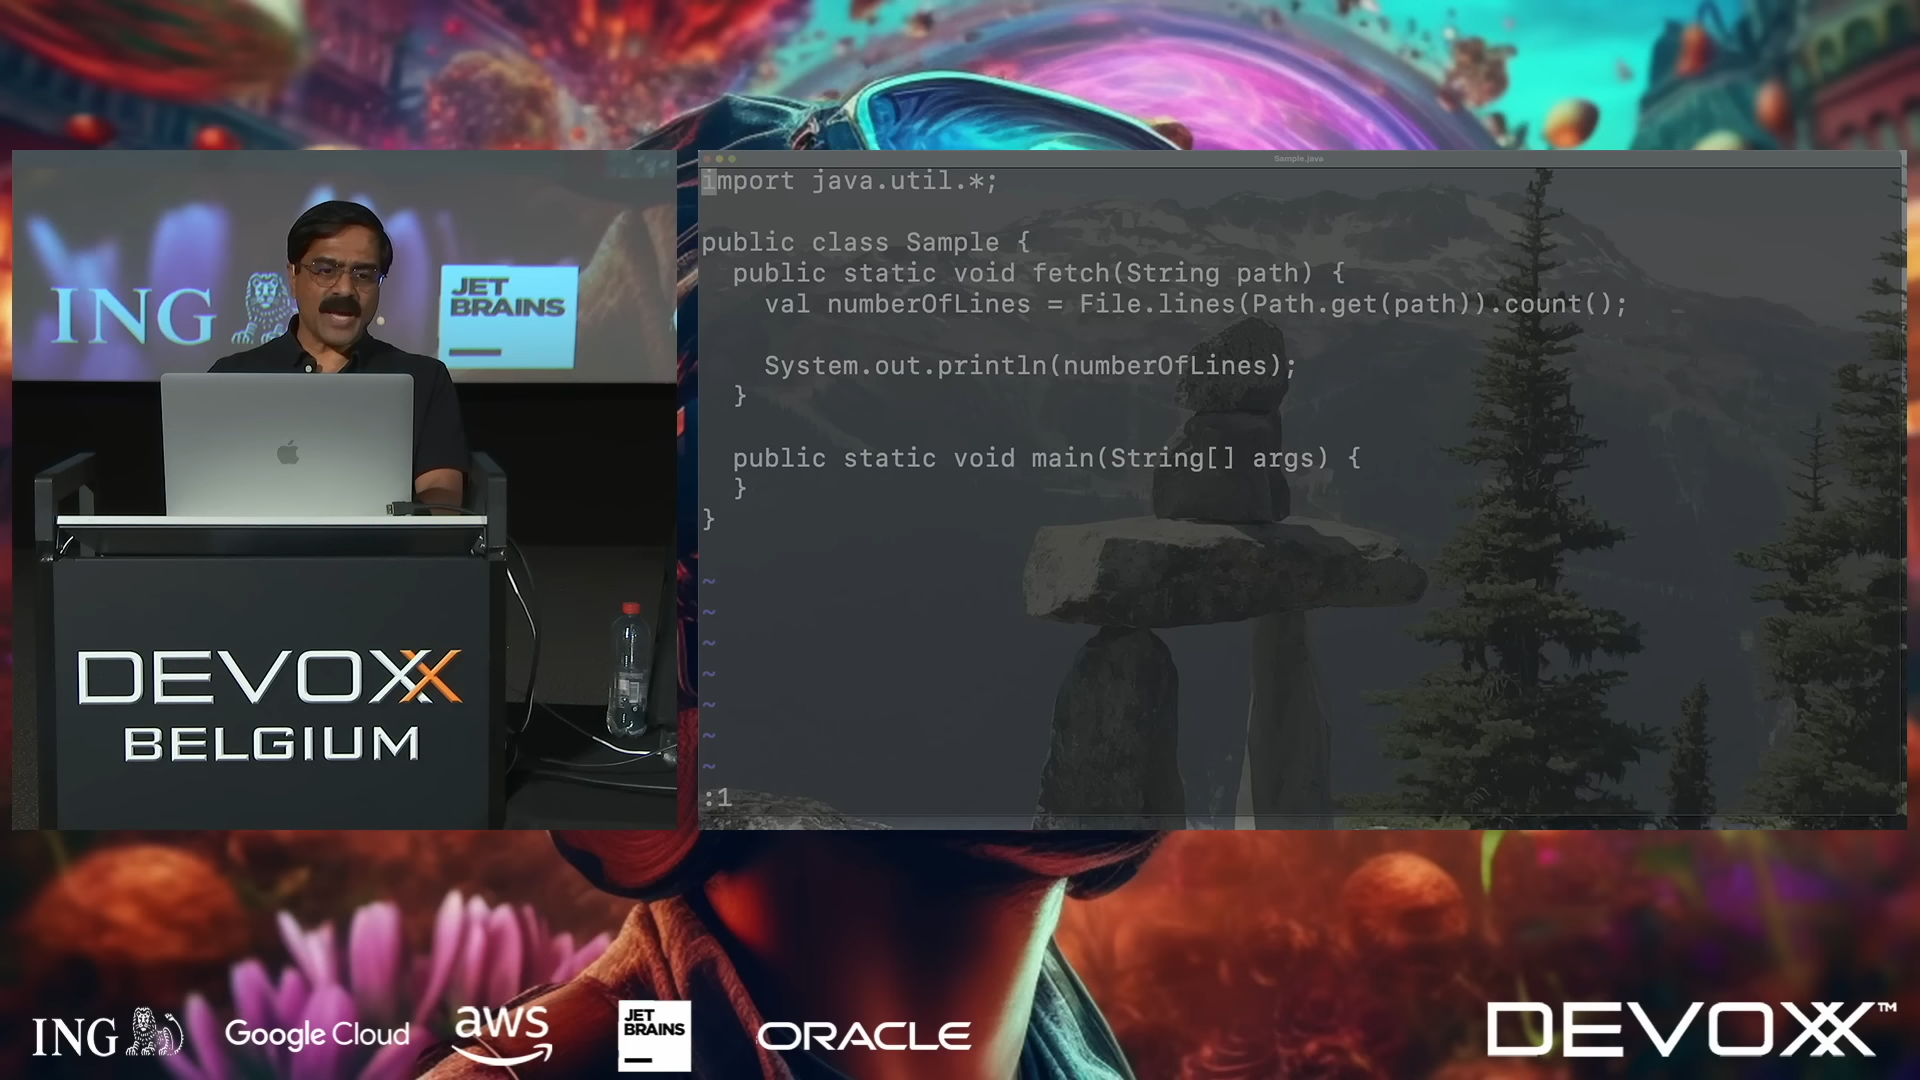 ING
JET
BRAINS
DEVOXX
BELGIUM
Sample.java
import java.util.*;
public class Sample {
public static void fetch(String path) {
val numberOfLines = File.lines(Path.get(path)).count();
System.out.println(numberOfLines);
}
public static void main(String[] args) {
}
}
~
~
~
~
~
~
~
:1
ING
Google Cloud
aws
JET
BRAINS
ORACLE
DEVOXX™